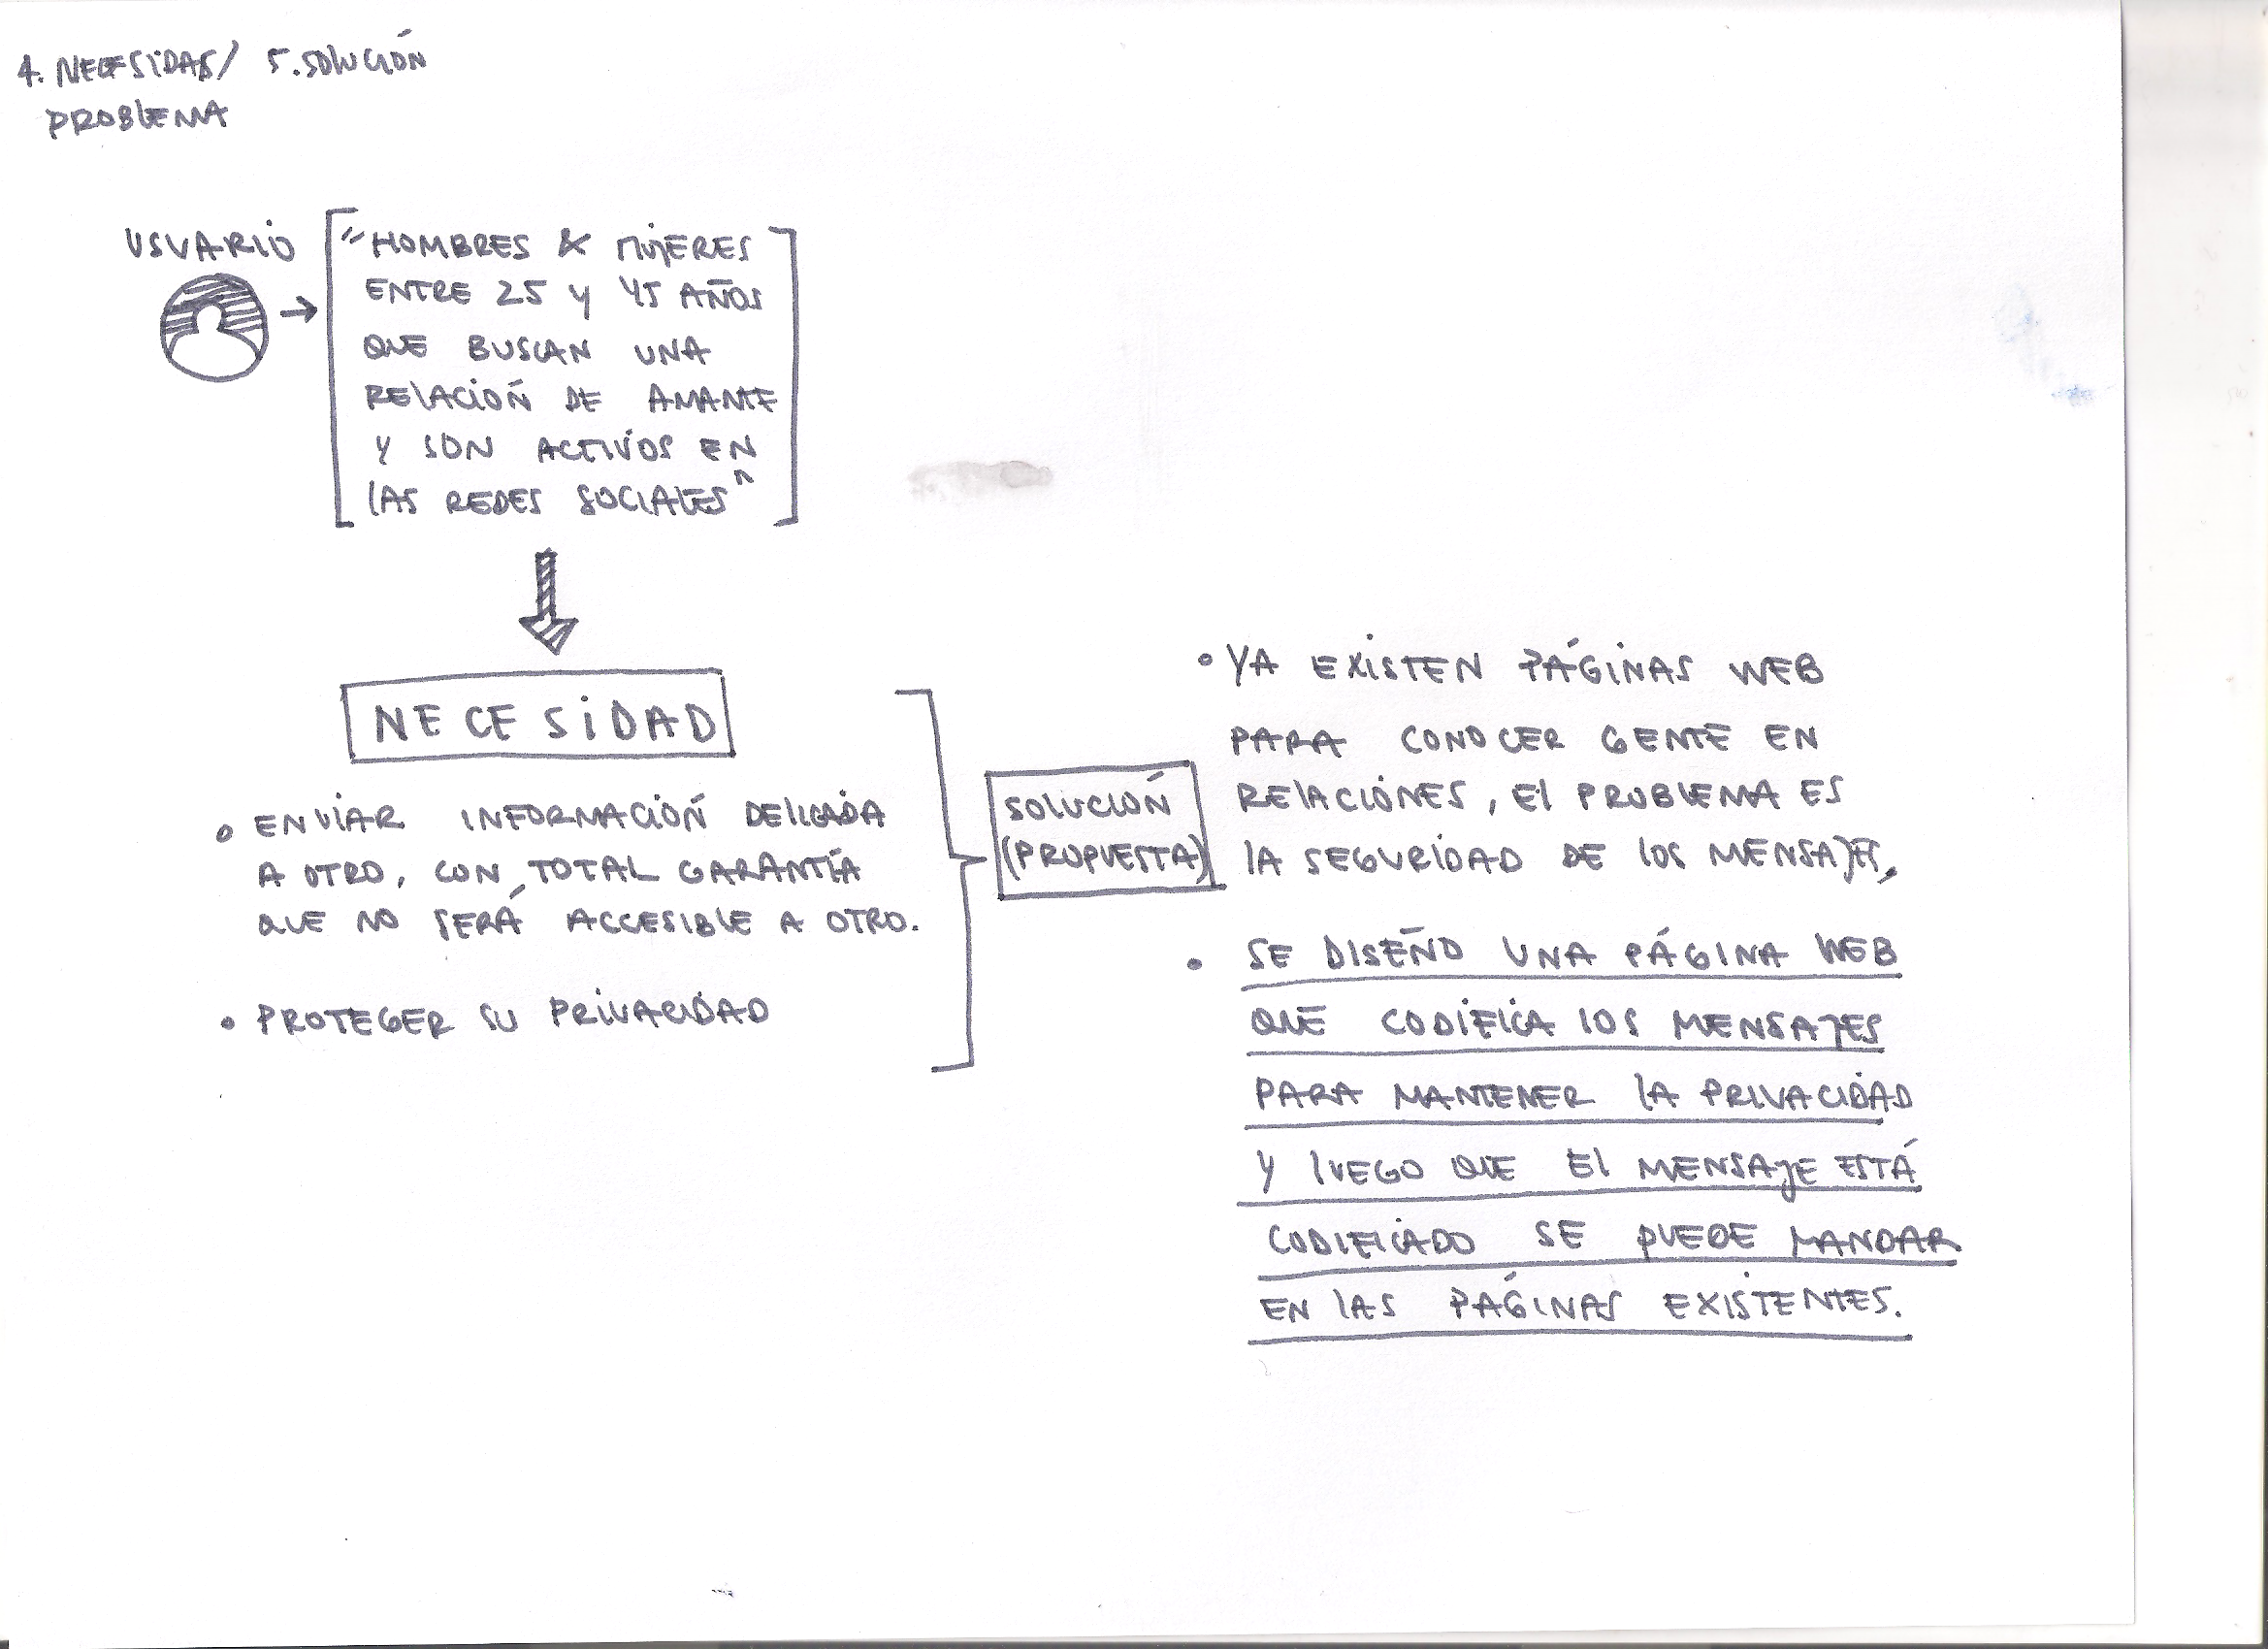 4. NECESIDAD/ 5. SOLUCIÓN
PROBLEMA
USUARIO
"HOMBRES & MUJERES
ENTRE 25 y 45 AÑOS
QUE BUSCAN UNA
RELACIÓN DE AMANTE
Y SON ACTIVOS EN
LAS REDES SOCIALES"
NECESIDAD
• ENVIAR INFORMACIÓN DELICADA
A OTRO, CON TOTAL GARANTÍA
QUE NO SERÁ ACCESIBLE A OTRO.
• PROTEGER SU PRIVACIDAD
SOLUCIÓN
(PROPUESTA)
• YA EXISTEN PÁGINAS WEB
PARA CONOCER GENTE EN
RELACIONES, El PROBLEMA ES
lA SEGURIDAD DE lOS MENSAJES,
• SE DISEÑO UNA PÁGINA WEB
QUE CODIFICA lOS MENSAJES
PARA MANTENER lA PRIVACIDAD
Y lUEGO QUE El MENSAJE ESTÁ
CODIFICADO SE PUEDE MANDAR
EN lAS PÁGINAS EXISTENTES.